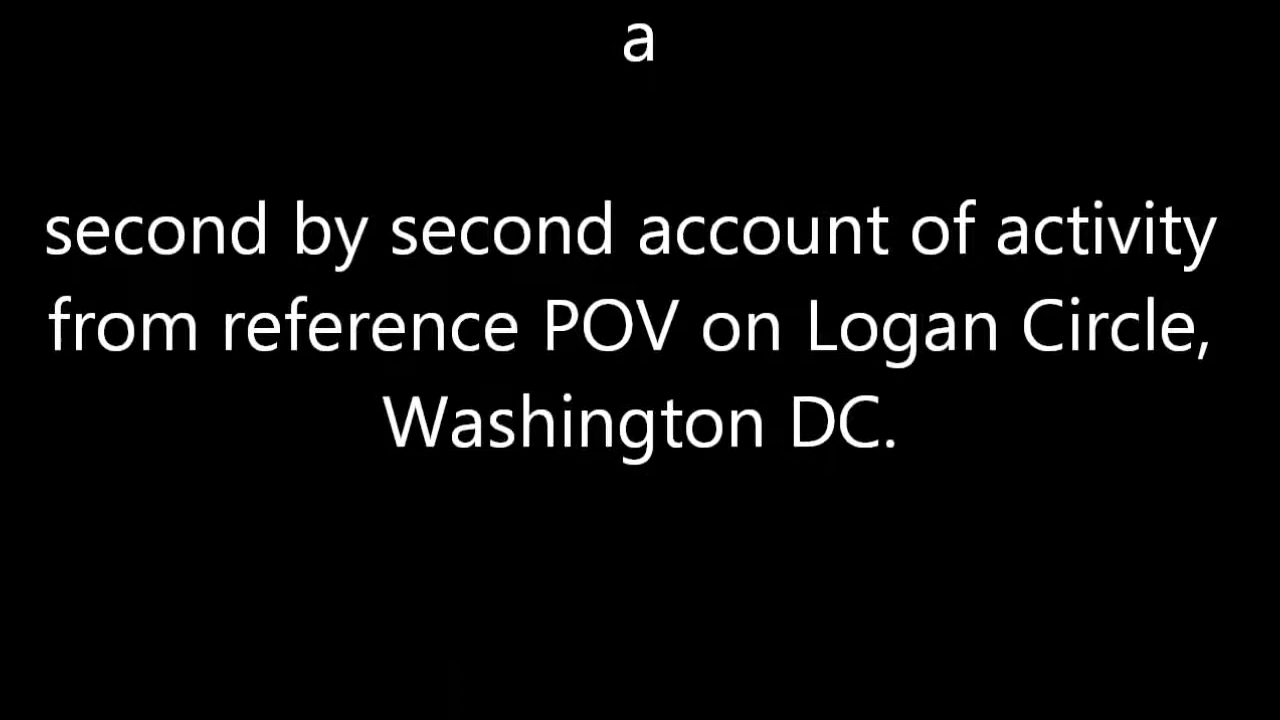 a
second by second account of activity
from reference POV on Logan Circle,
Washington DC.